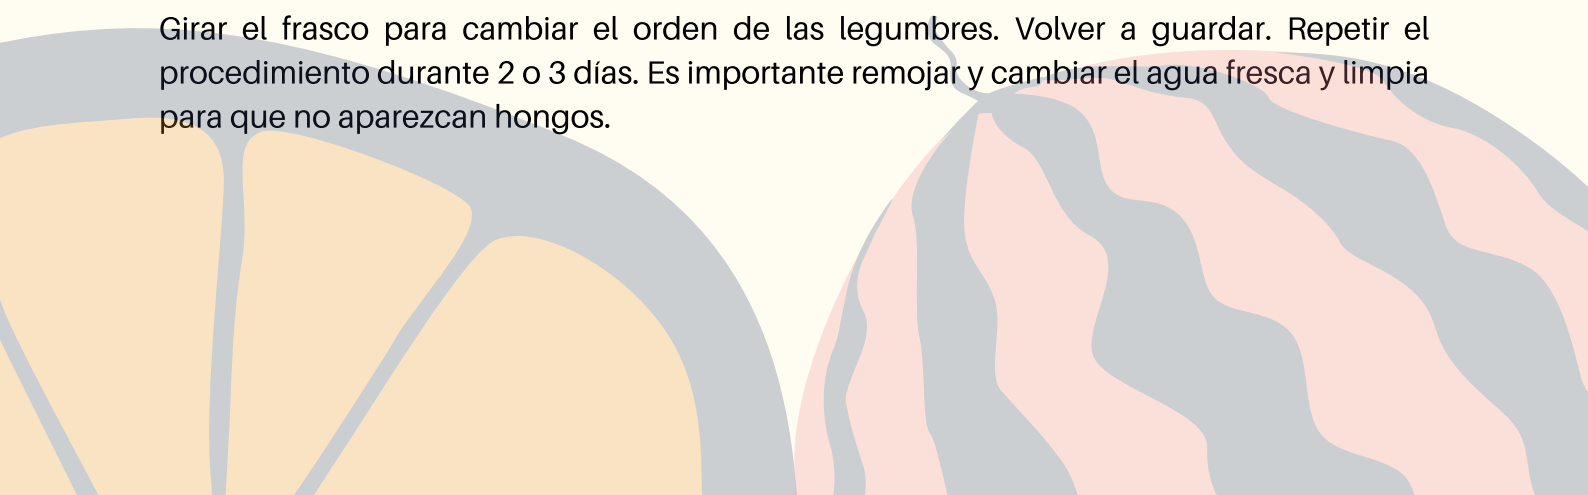 Girar el frasco para cambiar el orden de las legumbres. Volver a guardar. Repetir el
procedimiento durante 2 o 3 días. Es importante remojar y cambiar el agua fresca y limpia
para que no aparezcan hongos.